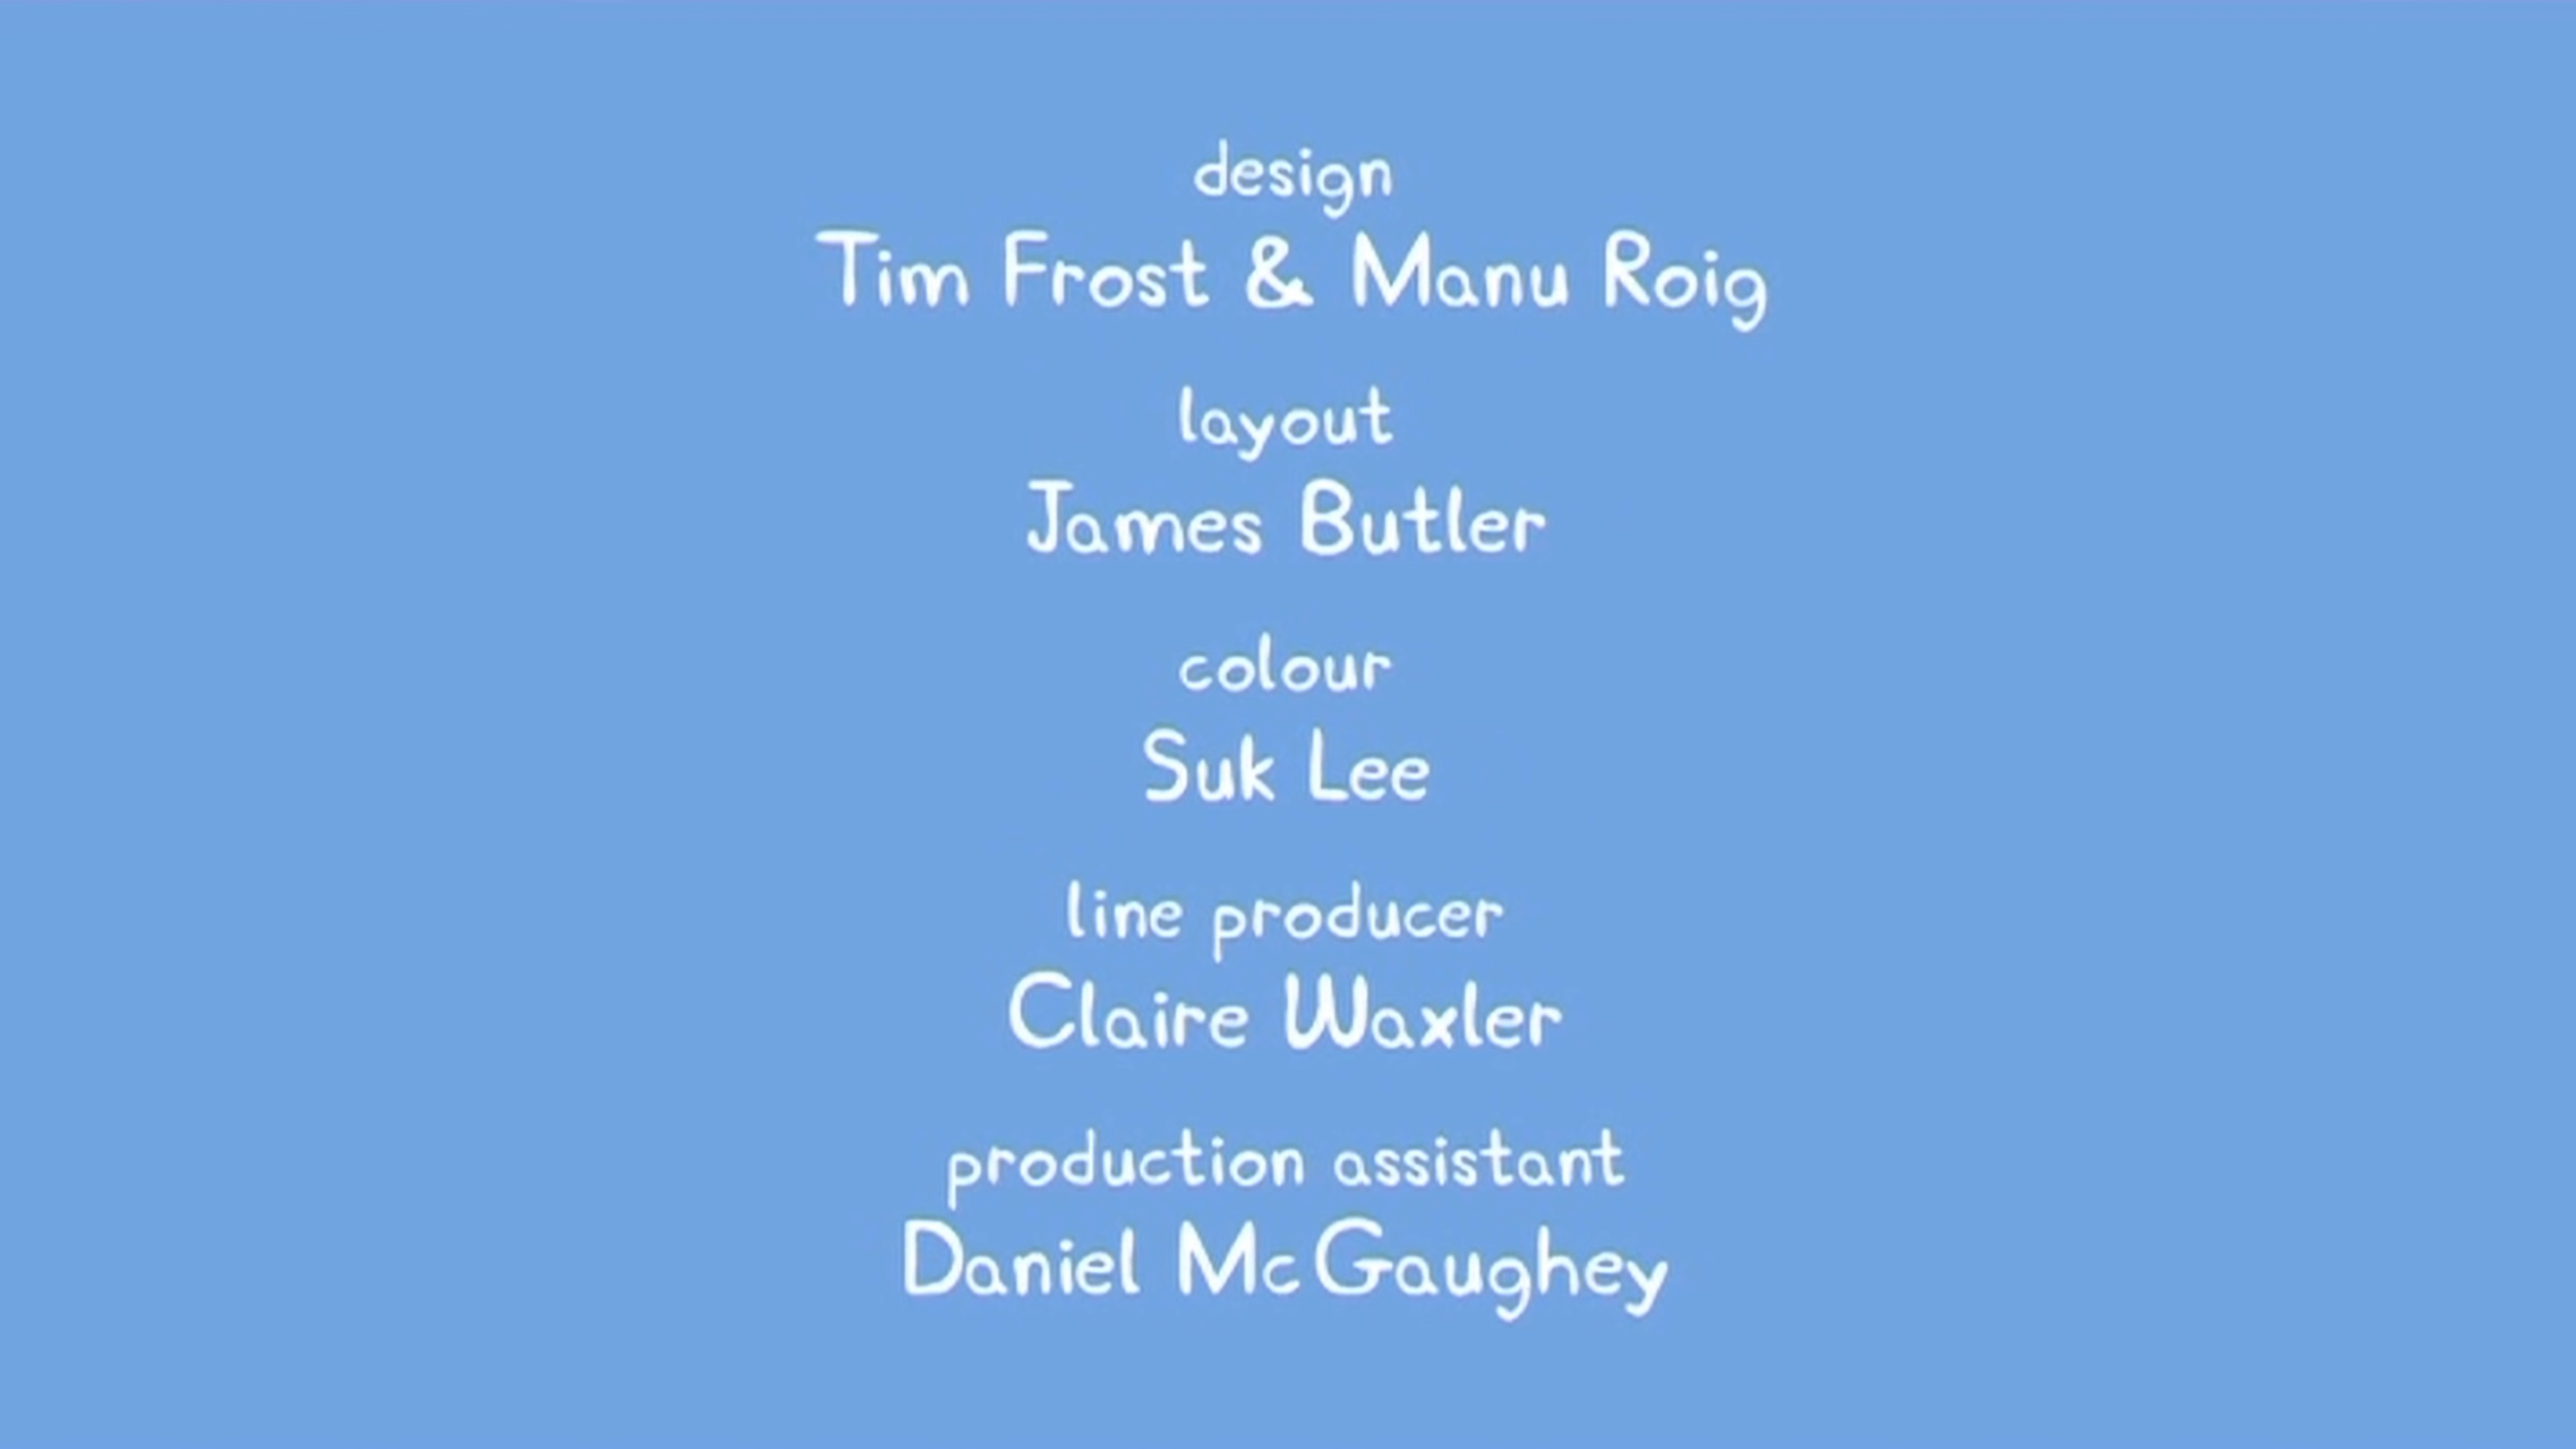 design
Tim Frost & Manu Roig
layout
James Butler
colour
Suk Lee
line producer
Claire Waxler
production assistant
Daniel McGaughey